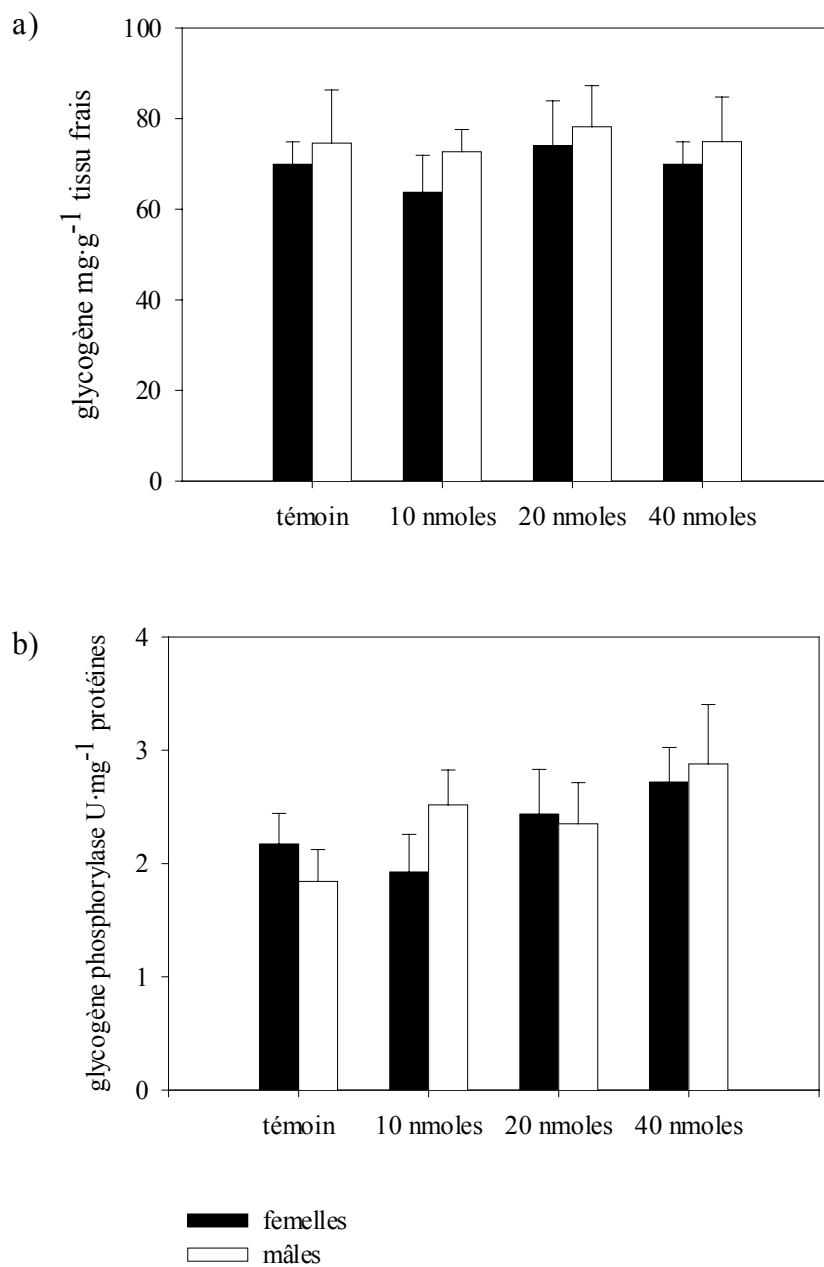 a)
glycogène mg·g⁻¹ tissu frais
100
80
60
40
20
0
témoin 10 nmoles 20 nmoles 40 nmoles
b)
glycogène phosphorylase U·mg⁻¹ protéines
4
3
2
1
0
témoin 10 nmoles 20 nmoles 40 nmoles
femelles
mâles